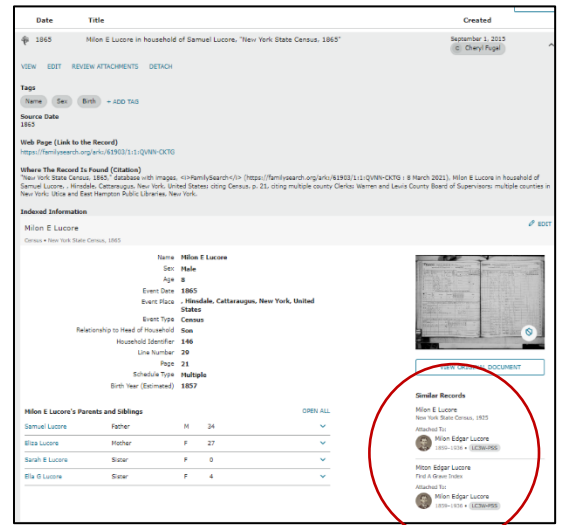 Date Title Created
1865 Milon E Lucore in household of Samuel Lucore, "New York State Census, 1865" September 1, 2015
Cheryl Fugal
VIEW EDIT REVIEW ATTACHMENTS DETACH
Tags
Name Sex Birth + ADD TAG
Source Date
1865
Web Page (Link to the Record)
https://familysearch.org/ark:/61903/1:1:QVNN-CKTG
Where The Record Is Found (Citation)
"New York State Census, 1865," database with images, <i>FamilySearch</i> (https://familysearch.org/ark:/61903/1:1:QVNN-CKTG : 8 March 2021), Milon E Lucore in household of
Samuel Lucore, , Hinsdale, Cattaraugus, New York, United States; citing Census, p. 21, citing multiple county Clerks; Warren and Lewis County Board of Supervisors; multiple counties in
New York; Utica and East Hampton Public Libraries, New York.
Indexed Information
Milon E Lucore EDIT
Census • New York State Census, 1865
Name Milon E Lucore
Sex Male
Age 8
Event Date 1865
Event Place , Hinsdale, Cattaraugus, New York, United
States
Event Type Census
Relationship to Head of Household Son
Household Identifier 146
Line Number 29
Page 21
Schedule Type Multiple
Birth Year (Estimated) 1857
VIEW ORIGINAL DOCUMENT
Milon E Lucore's Parents and Siblings OPEN ALL
Samuel Lucore Father M 34
Eliza Lucore Mother F 27
Sarah E Lucore Sister F 0
Ella G Lucore Sister F 4
Similar Records
Milon E Lucore
New York State Census, 1925
Attached To:
Milon Edgar Lucore
1859–1936 • LC3W-PSS
Milton Edgar Lucore
Find A Grave Index
Attached To:
Milon Edgar Lucore
1859–1936 • LC3W-PSS